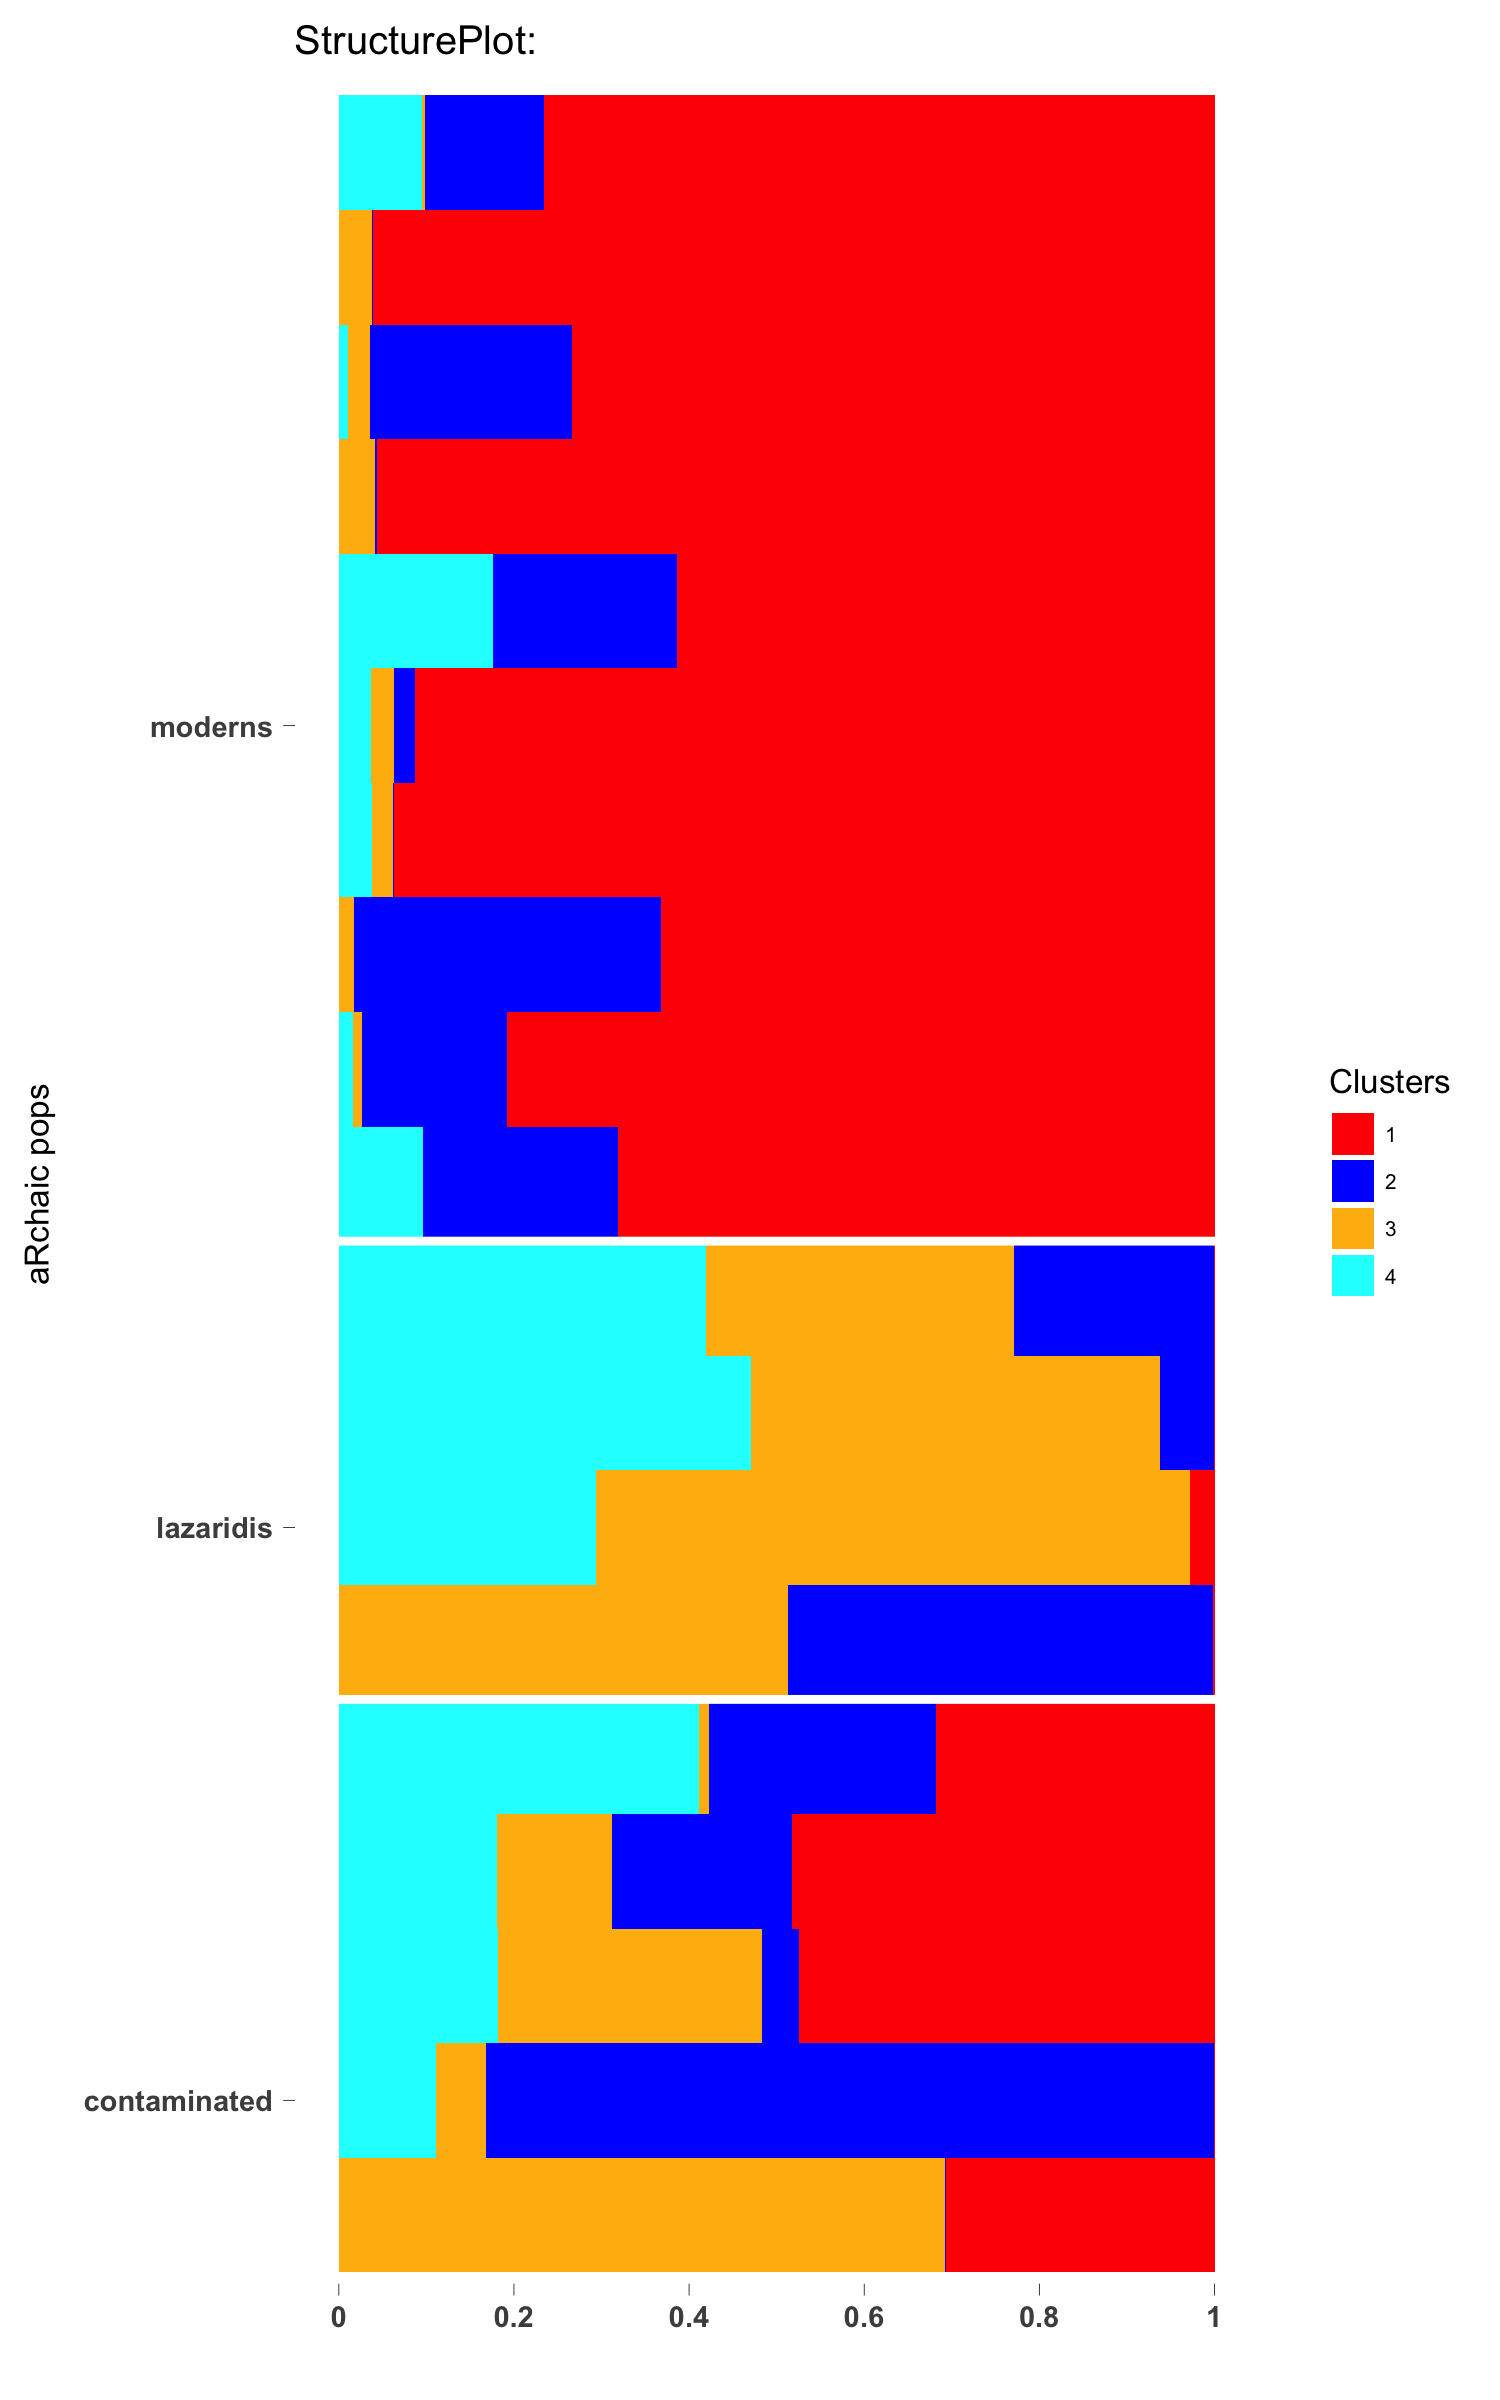 StructurePlot:
moderns
lazaridis
contaminated
aRchaic pops
0 0.2 0.4 0.6 0.8 1
Clusters
1
2
3
4